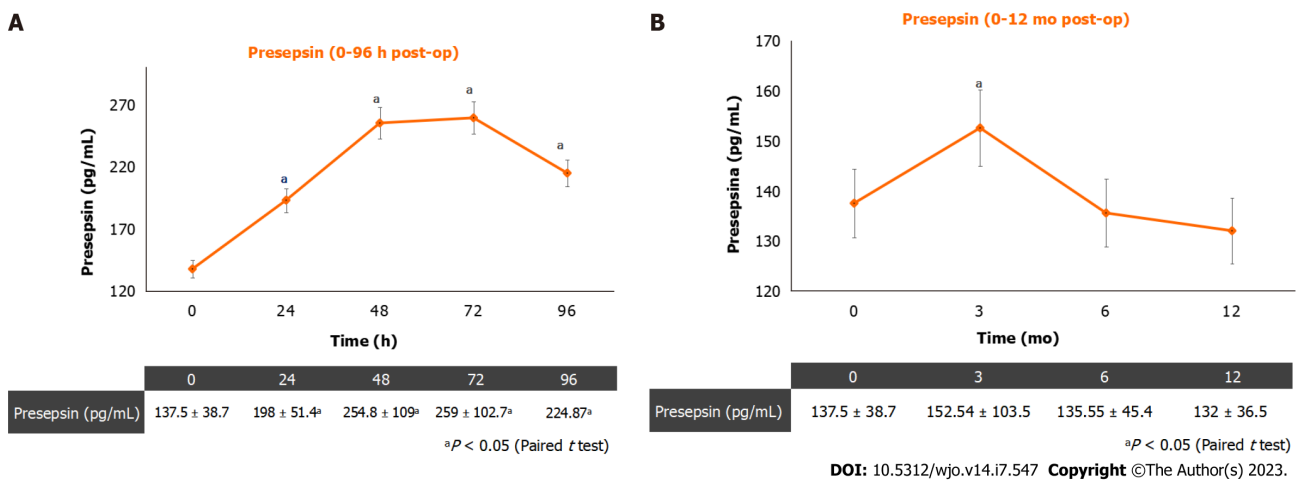 A
Presepsin (0-96 h post-op)
Presepsin (pg/mL)
270
220
170
120
a
a
a
a
0 24 48 72 96
Time (h)
0 24 48 72 96
Presepsin (pg/mL) 137.5 ± 38.7 198 ± 51.4ᵃ 254.8 ± 109ᵃ 259 ± 102.7ᵃ 224.87ᵃ
ᵃP < 0.05 (Paired t test)
B
Presepsin (0-12 mo post-op)
Presepsina (pg/mL)
170
160
150
140
130
120
a
0 3 6 12
Time (mo)
0 3 6 12
Presepsin (pg/mL) 137.5 ± 38.7 152.54 ± 103.5 135.55 ± 45.4 132 ± 36.5
ᵃP < 0.05 (Paired t test)
DOI: 10.5312/wjo.v14.i7.547 Copyright ©The Author(s) 2023.